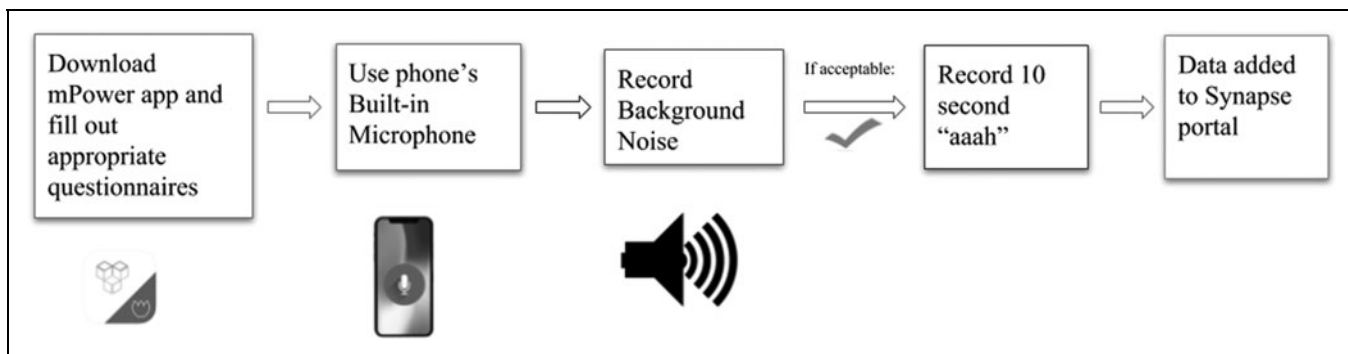 Download
mPower app and
fill out
appropriate
questionnaires
Use phone's
Built-in
Microphone
Record
Background
Noise
If acceptable:
Record 10
second
“aaah”
Data added
to Synapse
portal